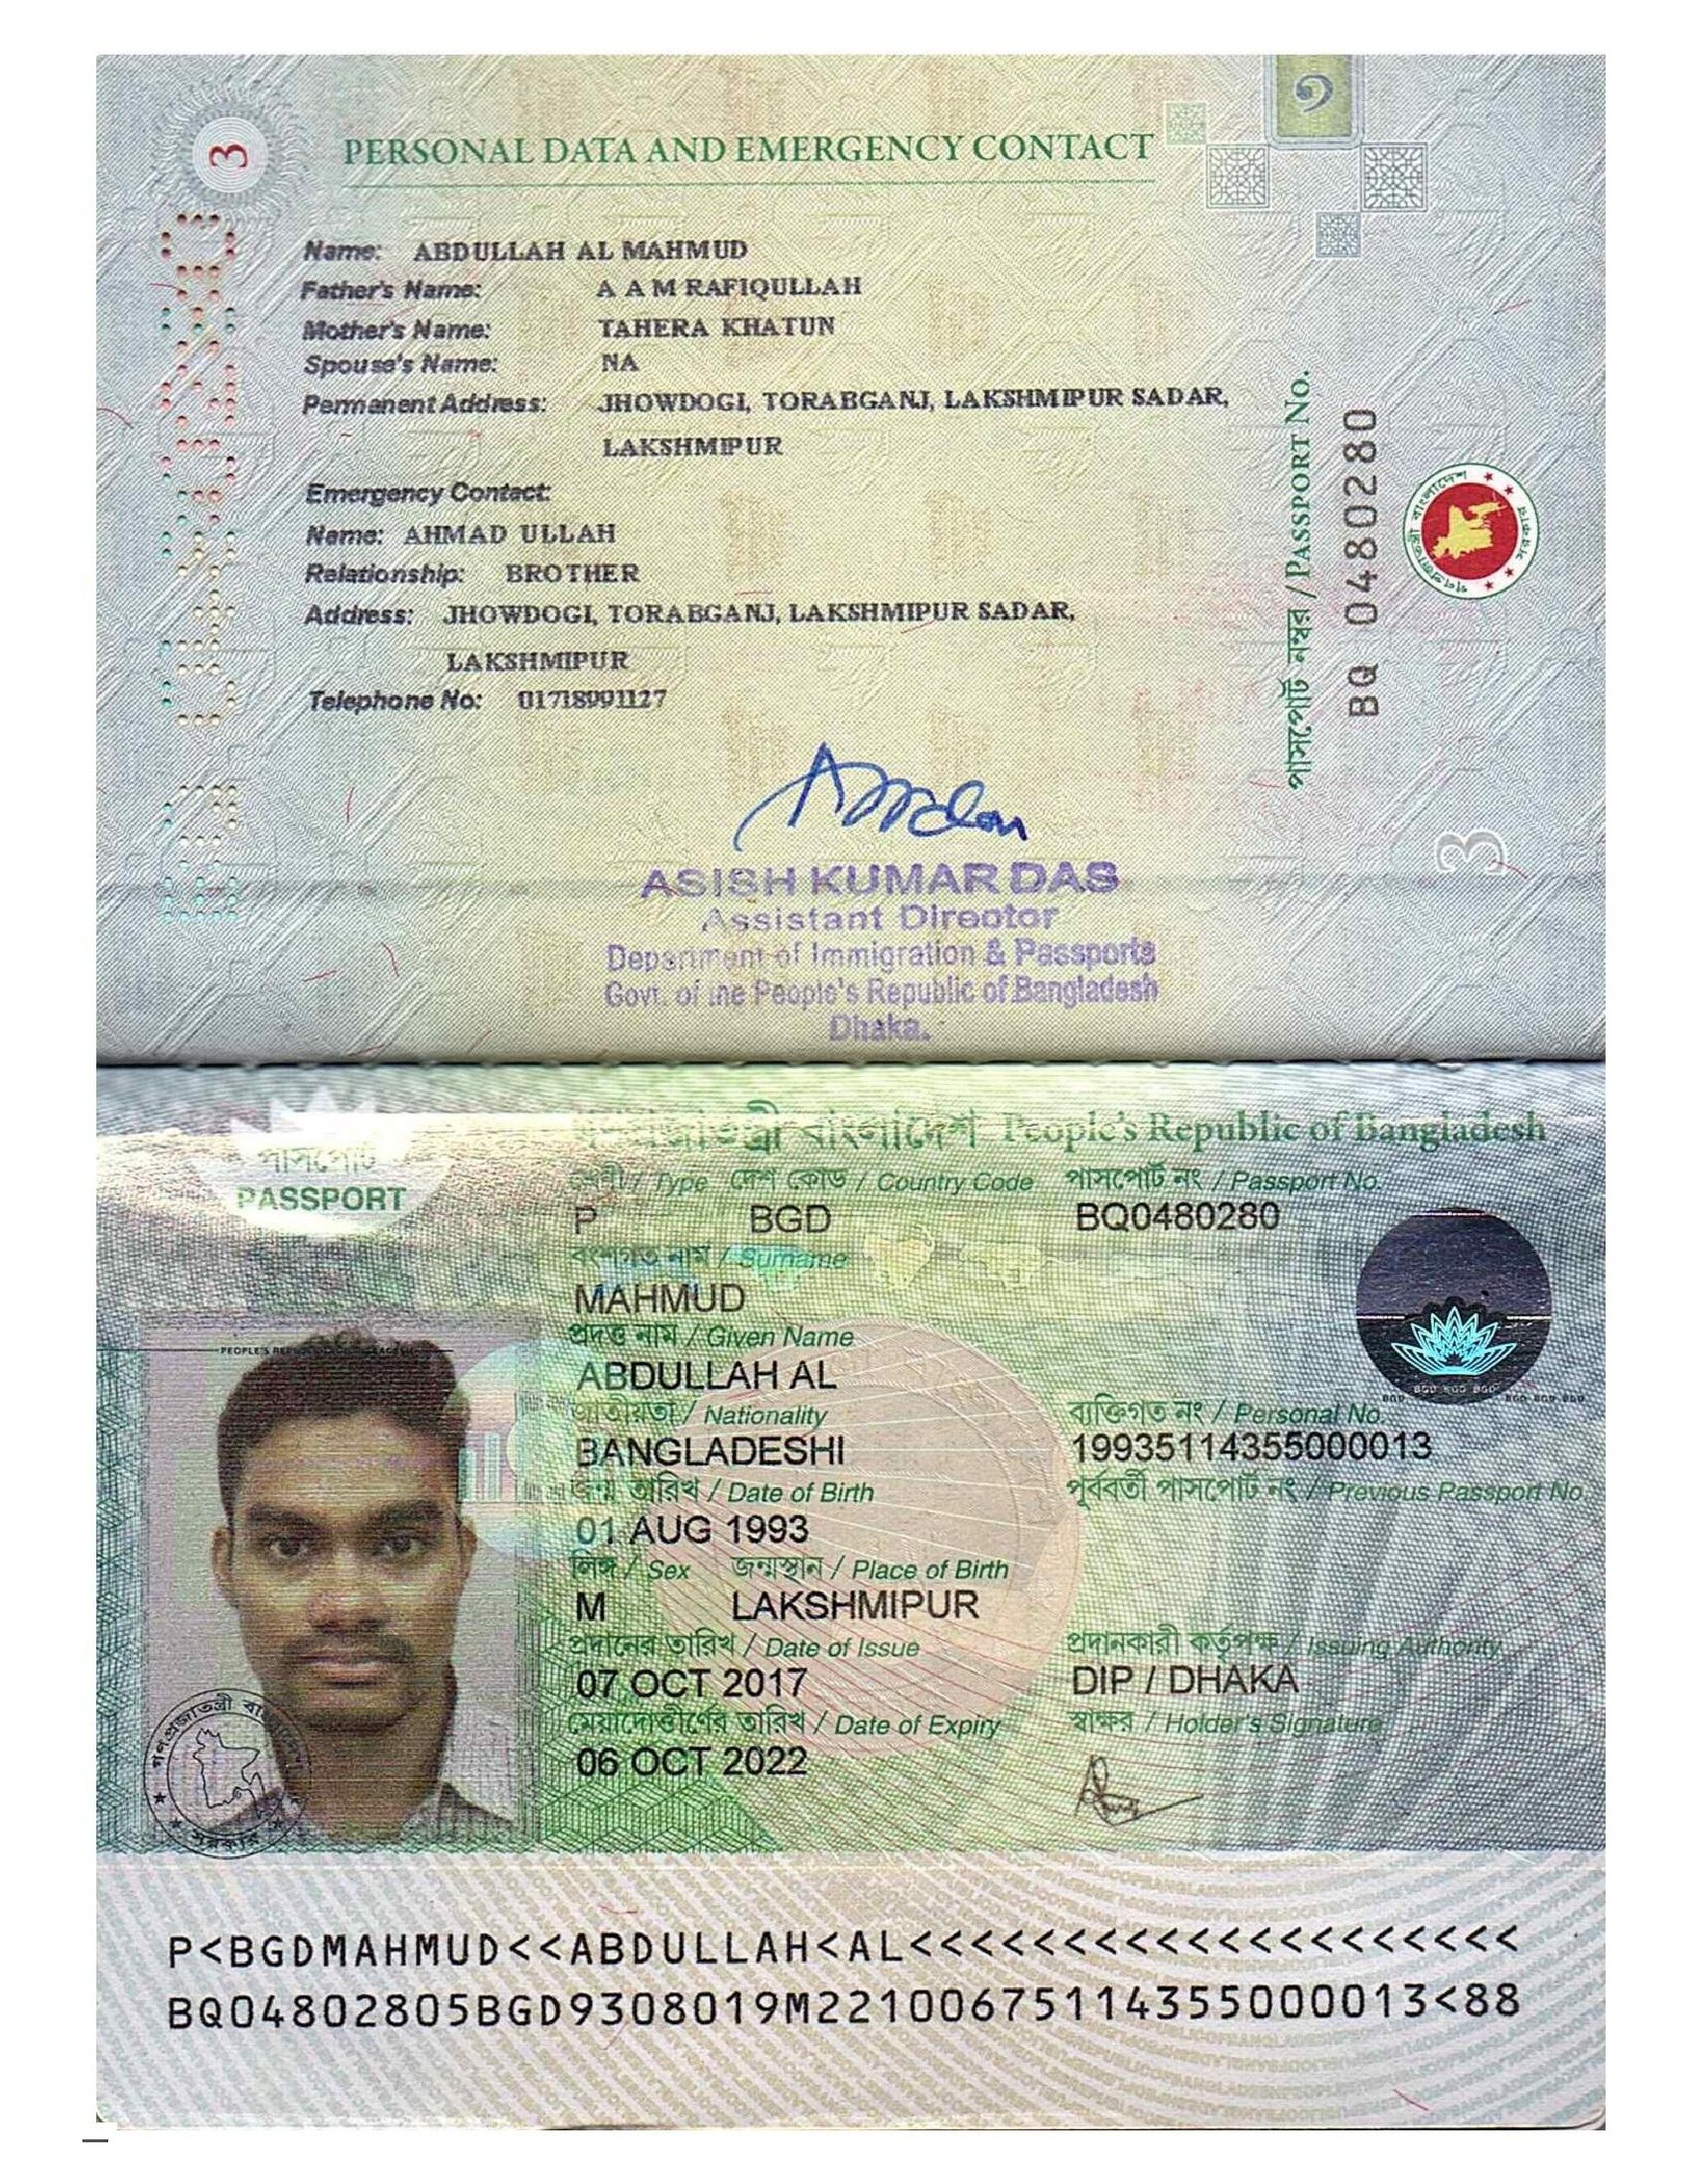 3
১
PERSONAL DATA AND EMERGENCY CONTACT
Name: ABDULLAH AL MAHMUD
Father's Name: A A M RAFIQULLAH
Mother's Name: TAHERA KHATUN
Spouse's Name: NA
Permanent Address: JHOWDOGI, TORABGANJ, LAKSHMIPUR SADAR,
LAKSHMIPUR
Emergency Contact:
Name: AHMAD ULLAH
Relationship: BROTHER
Address: JHOWDOGI, TORABGANJ, LAKSHMIPUR SADAR,
LAKSHMIPUR
Telephone No: 01718991127
পাসপোর্ট নম্বর / PASSPORT No.
BQ 0480280
3
ASISH KUMAR DAS
Assistant Director
Department of Immigration & Passports
Govt. of the People's Republic of Bangladesh
Dhaka.
গণপ্রজাতন্ত্রী বাংলাদেশ People's Republic of Bangladesh
পাসপোর্ট
PASSPORT
শ্রেণী / Type দেশ কোড / Country Code পাসপোর্ট নং / Passport No.
P BGD BQ0480280
বংশগত নাম / Surname
MAHMUD
প্রদত্ত নাম / Given Name
ABDULLAH AL
জাতীয়তা / Nationality ব্যক্তিগত নং / Personal No.
BANGLADESHI 19935114355000013
জন্ম তারিখ / Date of Birth পূর্ববর্তী পাসপোর্ট নং / Previous Passport No.
01 AUG 1993
লিঙ্গ / Sex জন্মস্থান / Place of Birth
M LAKSHMIPUR
প্রদানের তারিখ / Date of Issue প্রদানকারী কর্তৃপক্ষ / Issuing Authority
07 OCT 2017 DIP / DHAKA
মেয়াদোত্তীর্ণের তারিখ / Date of Expiry স্বাক্ষর / Holder's Signature
06 OCT 2022
P<BGDMAHMUD<<ABDULLAH<AL<<<<<<<<<<<<<<<<<<<<
BQ04802805BGD9308019M22100675114355000013<88